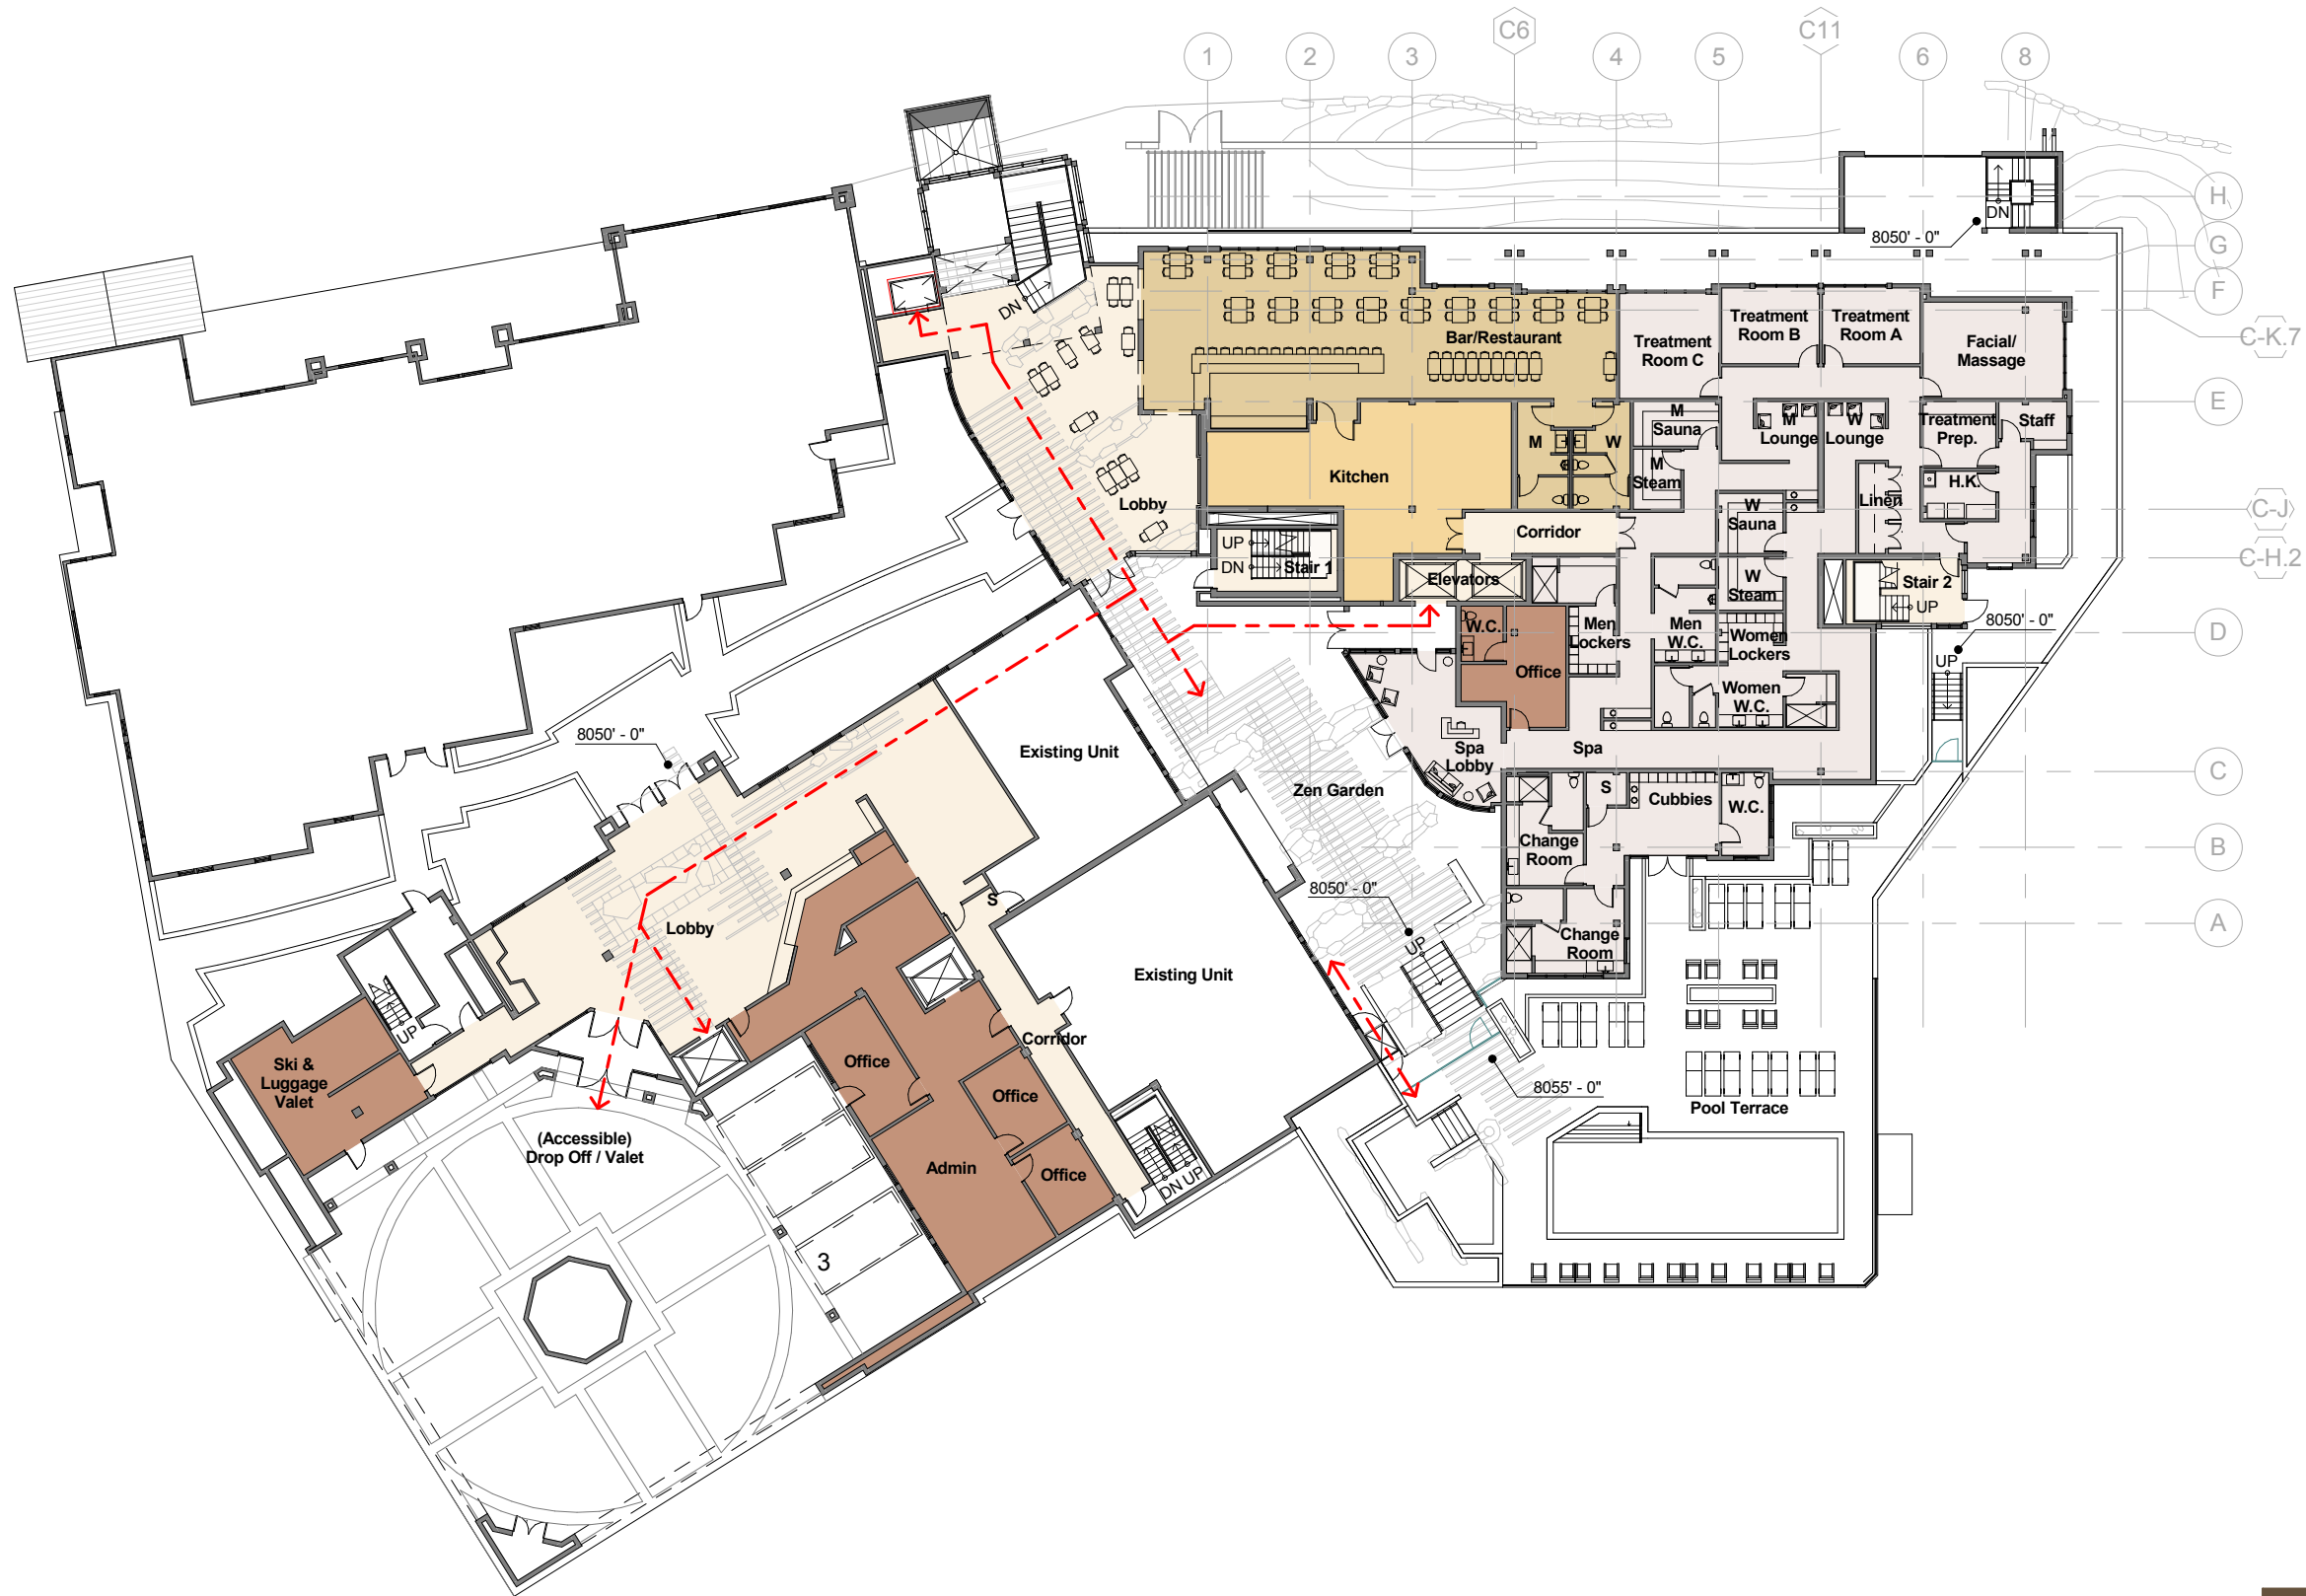 1
2
3
C6
4
5
C11
6
8
H
G
F
C-K.7
E
C-J
C-H.2
D
C
B
A
DN
8050' - 0"
DN
Bar/Restaurant
Treatment
Room C
Treatment
Room B
Treatment
Room A
Facial/
Massage
M
Sauna
M
Lounge
W
Lounge
Treatment
Prep.
Staff
M
W
M
Steam
Kitchen
H.K.
Linen
Lobby
W
Sauna
Corridor
UP
DN
Stair 1
Elevators
W
Steam
Stair 2
UP
8050' - 0"
UP
W.C.
Men
Lockers
Men
W.C.
Women
Lockers
Office
Women
W.C.
Spa
Lobby
Spa
Existing Unit
8050' - 0"
Zen Garden
S
Cubbies
W.C.
Change
Room
8050' - 0"
UP
Change
Room
S
Lobby
Existing Unit
UP
Ski &
Luggage
Valet
Office
Corridor
Office
8055' - 0"
Pool Terrace
(Accessible)
Drop Off / Valet
Admin
Office
DN
UP
3